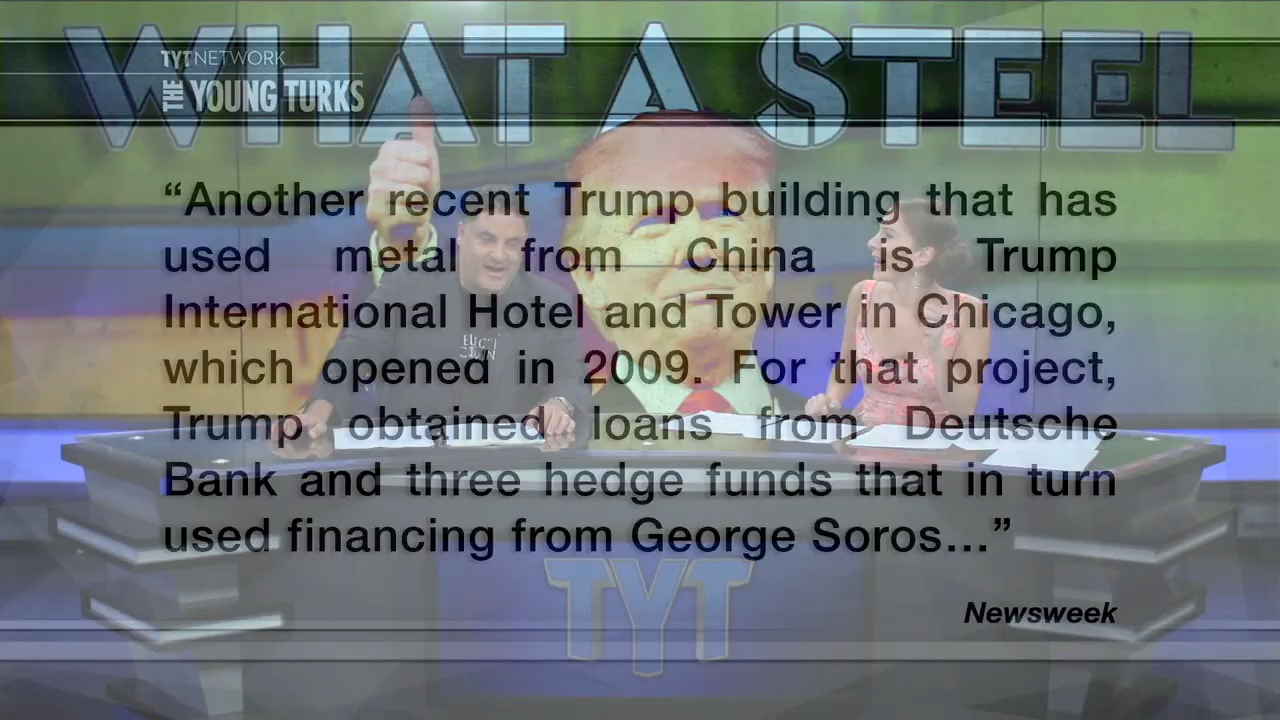 WHAT A STEEL
TYT NETWORK
THE YOUNG TURKS
“Another recent Trump building that has
used metal from China is Trump
International Hotel and Tower in Chicago,
which opened in 2009. For that project,
Trump obtained loans from Deutsche
Bank and three hedge funds that in turn
used financing from George Soros...”
Newsweek
TYT